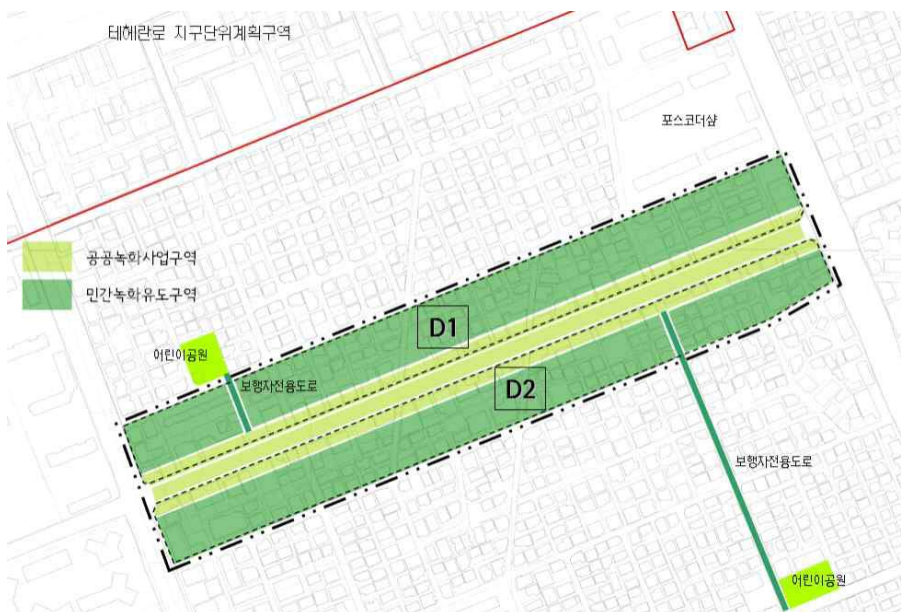 테헤란로 지구단위계획구역
포스코더샾
공공녹화사업구역
민간녹화유도구역
D1
어린이공원
보행자전용도로
D2
보행자전용도로
어린이공원